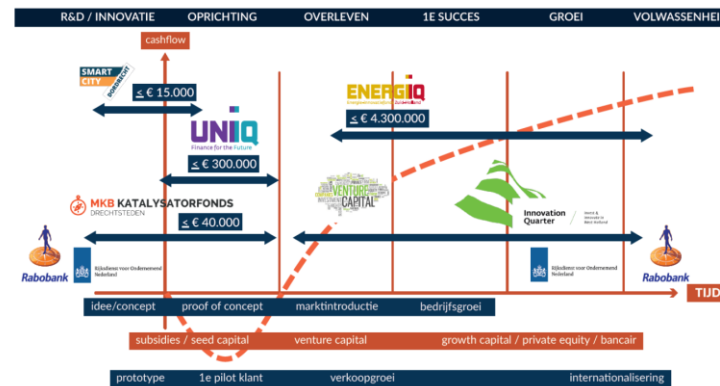 R&D / INNOVATIE OPRICHTING OVERLEVEN 1E SUCCES GROEI VOLWASSENHEI
cashflow
SMART
CITY
DORDRECHT
≤ € 15.000
ENERGIIQ
≤ € 4.300.000
UNIIQ
Finance for the Future
≤ € 300.000
MKB KATALYSATORFONDS
DRECHTSTEDEN
≤ € 40.000
VENTURE
CAPITAL
INVESTMENT
Innovation
Quarter
Rabobank
Rijksdienst voor Ondernemend
Nederland
Rijksdienst voor Ondernemend
Nederland
Rabobank
TIJD
idee/concept proof of concept marktintroductie bedrijfsgroei
subsidies / seed capital venture capital growth capital / private equity / bancair
prototype 1e pilot klant verkoopgroei internationalisering